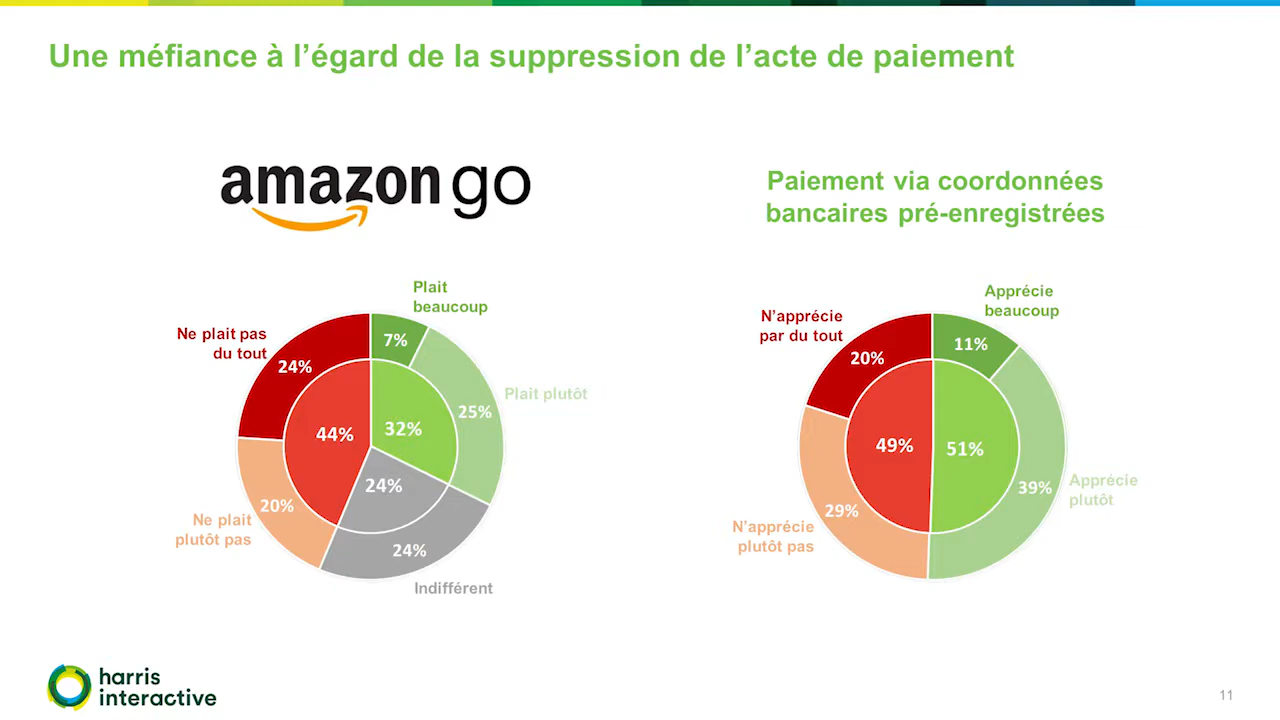 Une méfiance à l’égard de la suppression de l’acte de paiement
amazon go
Plait
beaucoup
Ne plait pas
du tout
7%
24%
Plait plutôt
25%
44%
32%
24%
20%
Ne plait
plutôt pas
24%
Indifférent
Paiement via coordonnées
bancaires pré-enregistrées
Apprécie
beaucoup
N’apprécie
par du tout
11%
20%
49%
51%
Apprécie
plutôt
39%
29%
N’apprécie
plutôt pas
harris
interactive
11